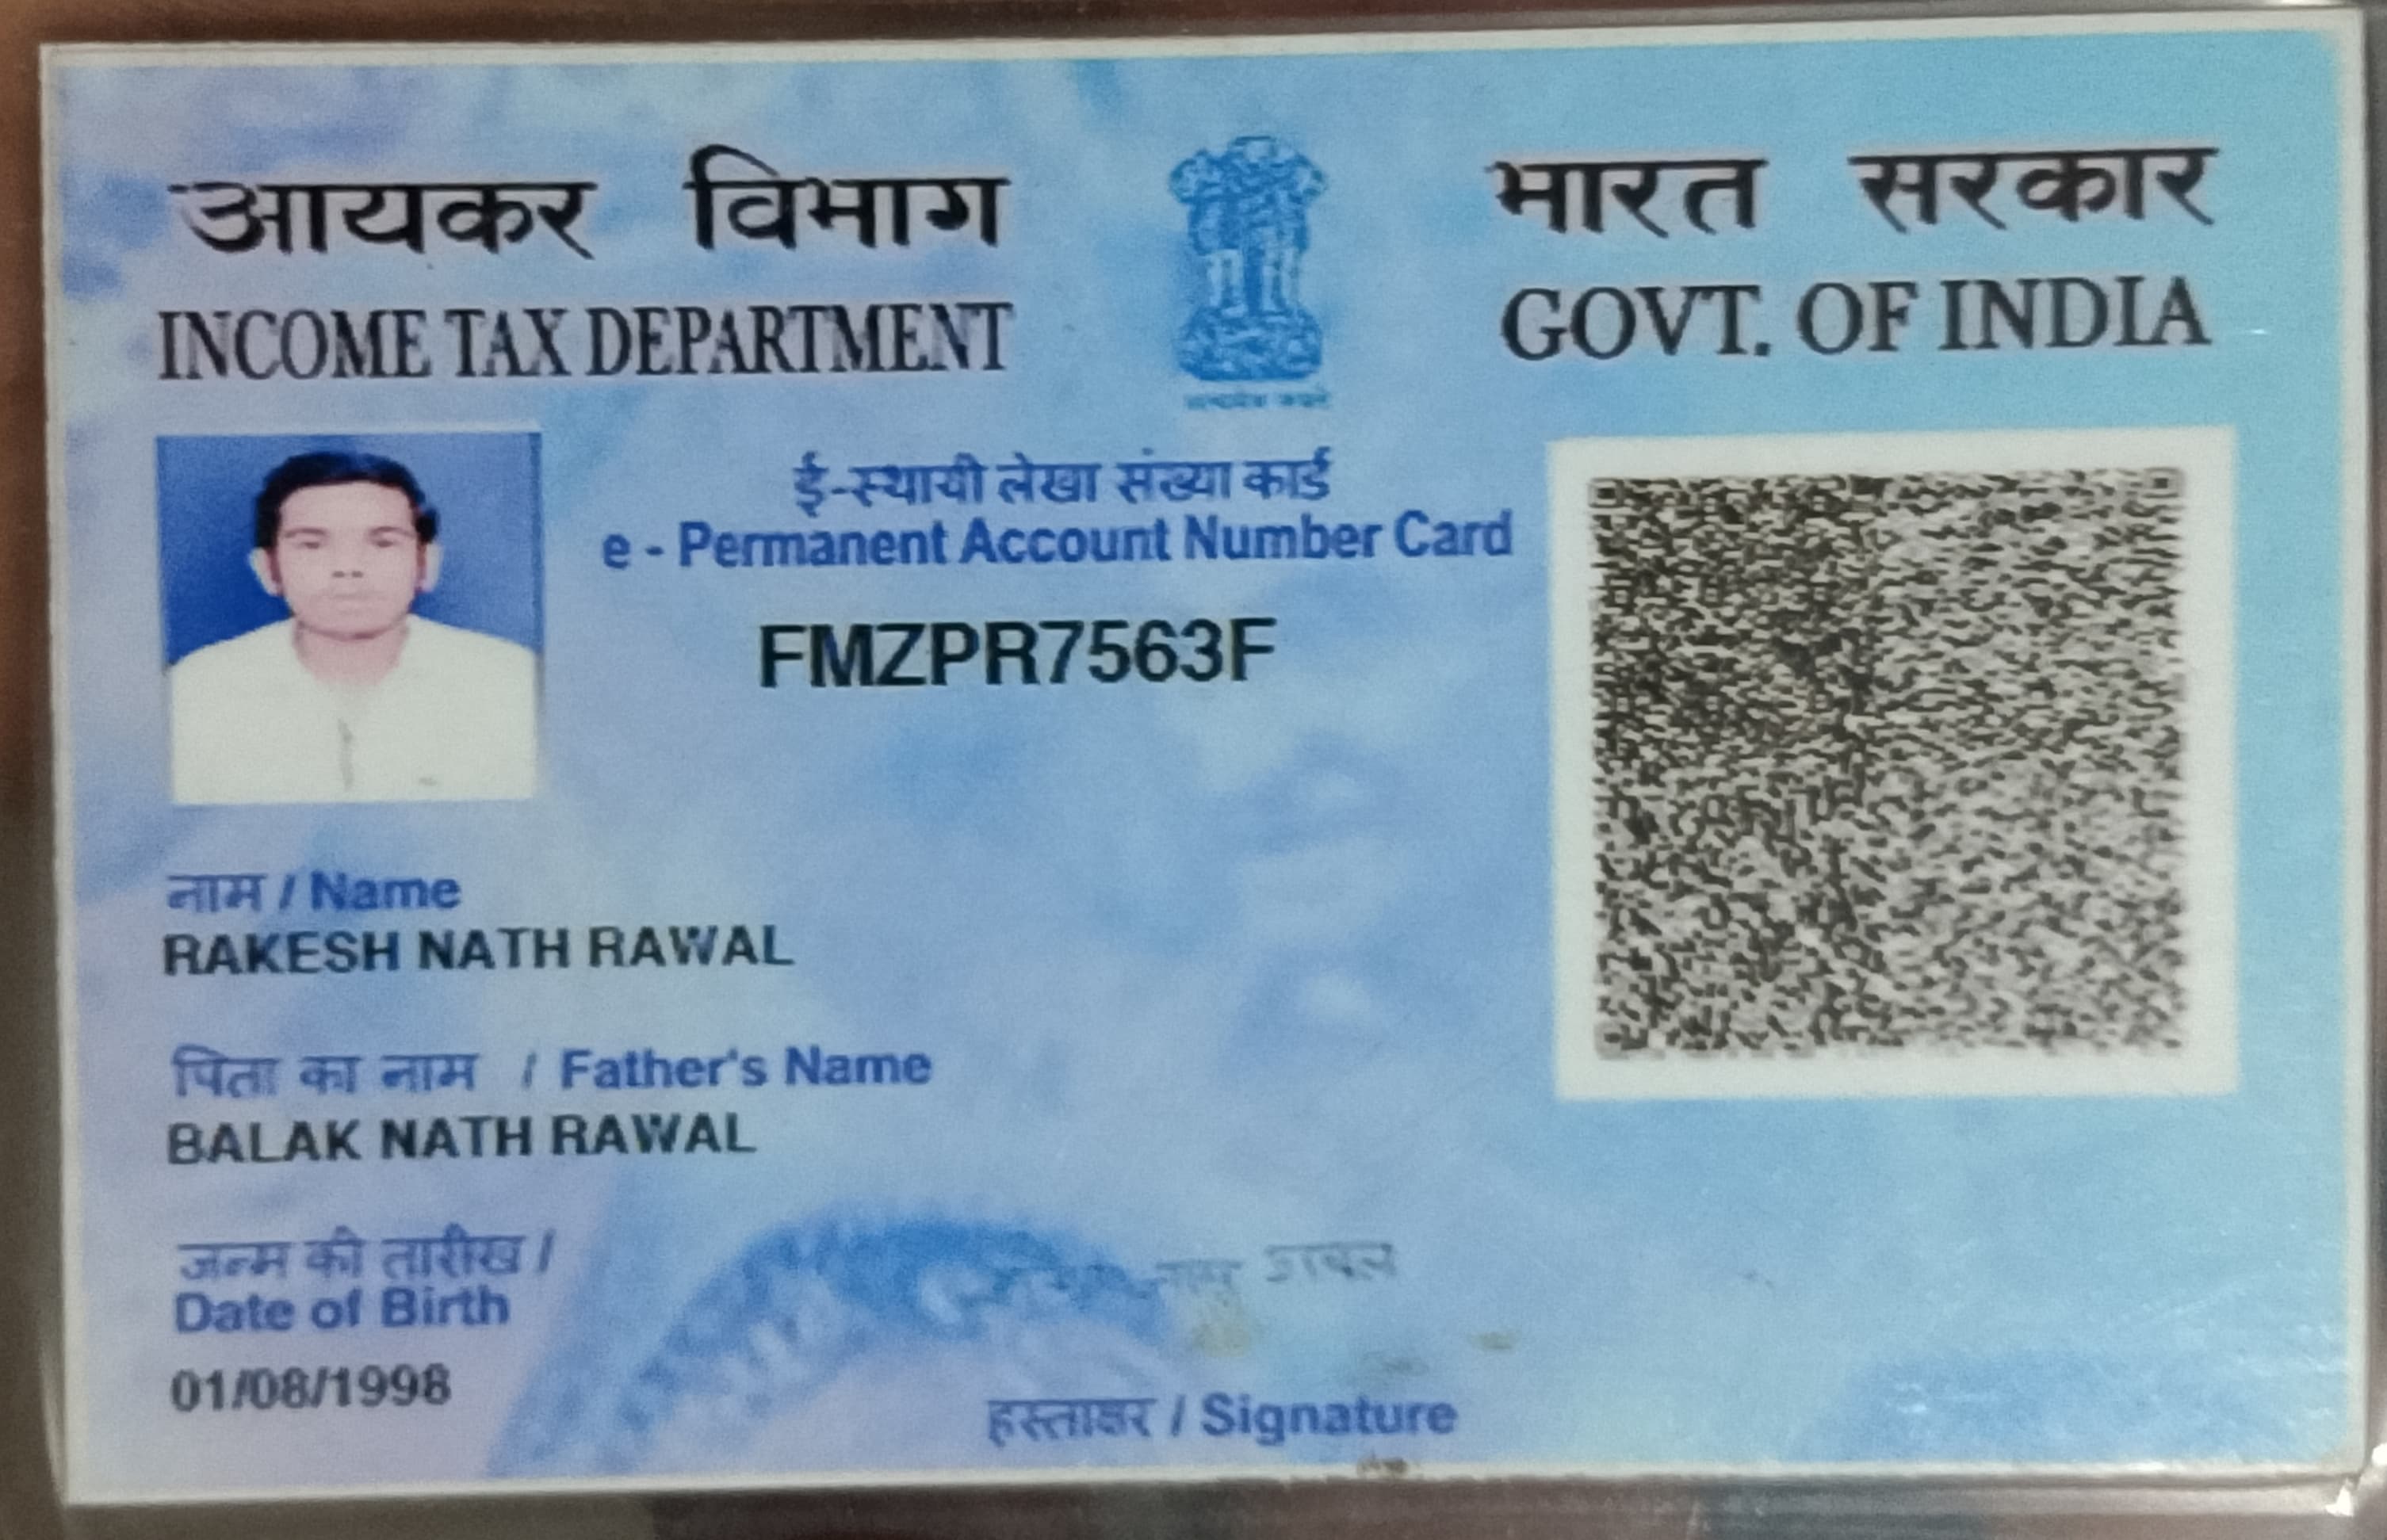 आयकर विभाग
INCOME TAX DEPARTMENT
भारत सरकार
GOVT. OF INDIA
ई-स्थायी लेखा संख्या कार्ड
e - Permanent Account Number Card
FMZPR7563F
नाम / Name
RAKESH NATH RAWAL
पिता का नाम / Father's Name
BALAK NATH RAWAL
जन्म की तारीख /
Date of Birth
01/08/1998
हस्ताक्षर / Signature